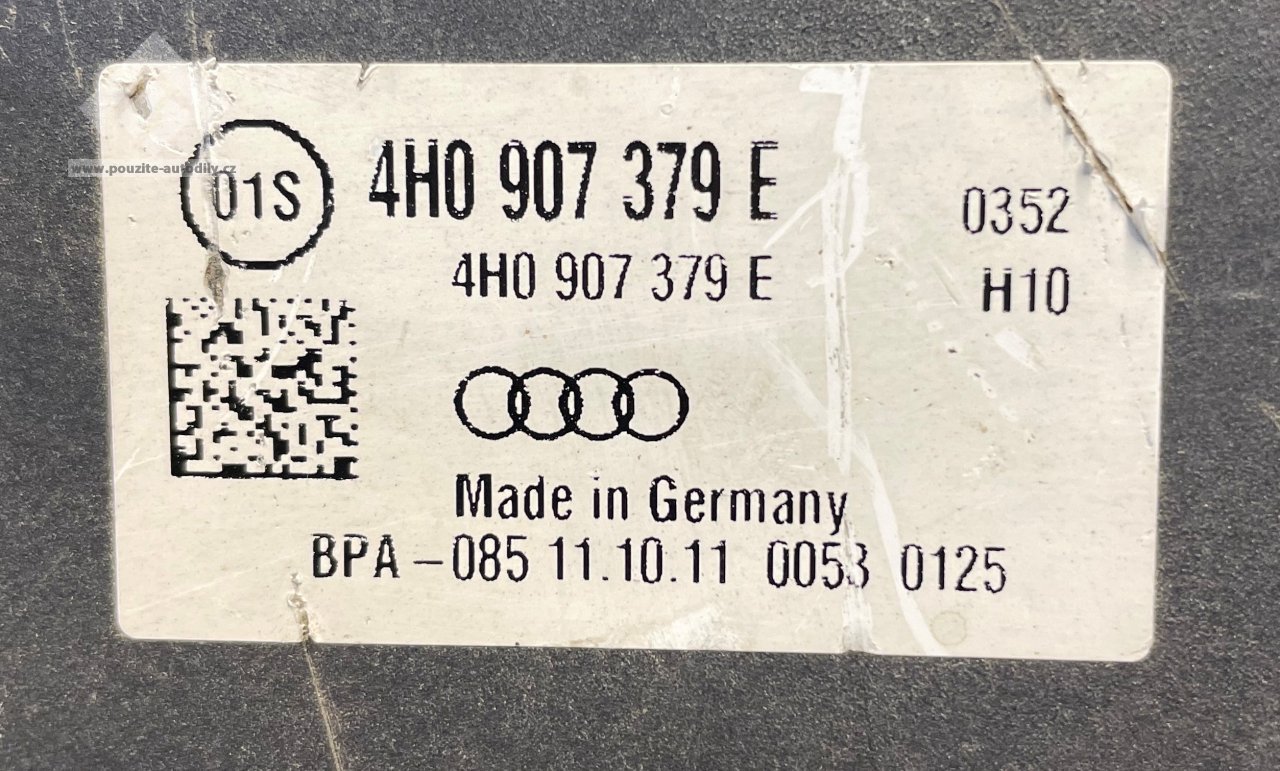 www.pouzite-autodily.cz
01S
4H0 907 379 E
0352
4H0 907 379 E
H10
Made in Germany
BPA -085 11.10.11 0053 0125